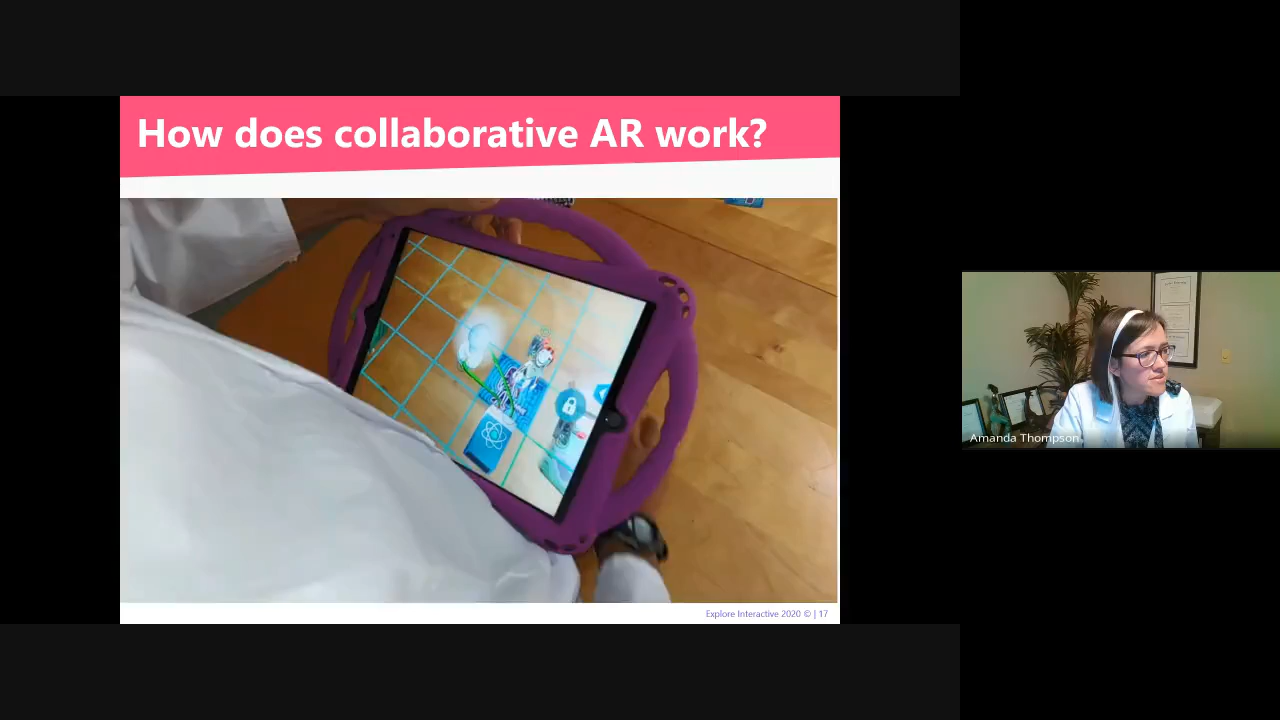 How does collaborative AR work?
Amanda Thompson
Explore Interactive 2020 © | 17